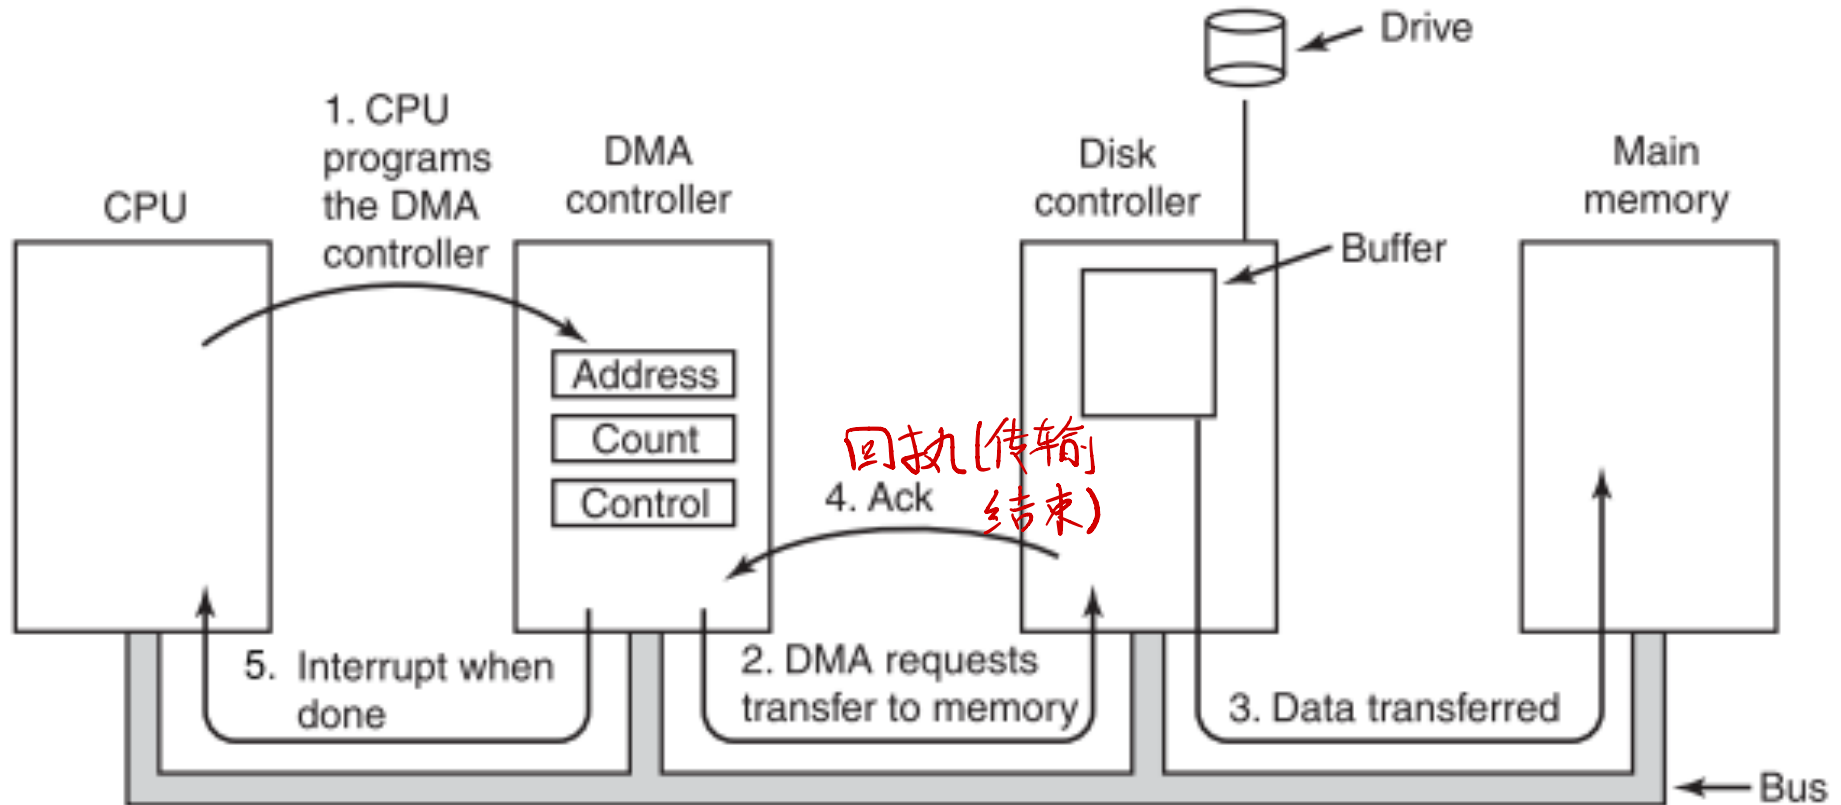 Drive
1. CPU
programs
the DMA
controller
CPU
DMA
controller
Disk
controller
Main
memory
Buffer
Address
Count
Control
回执(传输
结束)
4. Ack
5. Interrupt when
done
2. DMA requests
transfer to memory
3. Data transferred
Bus